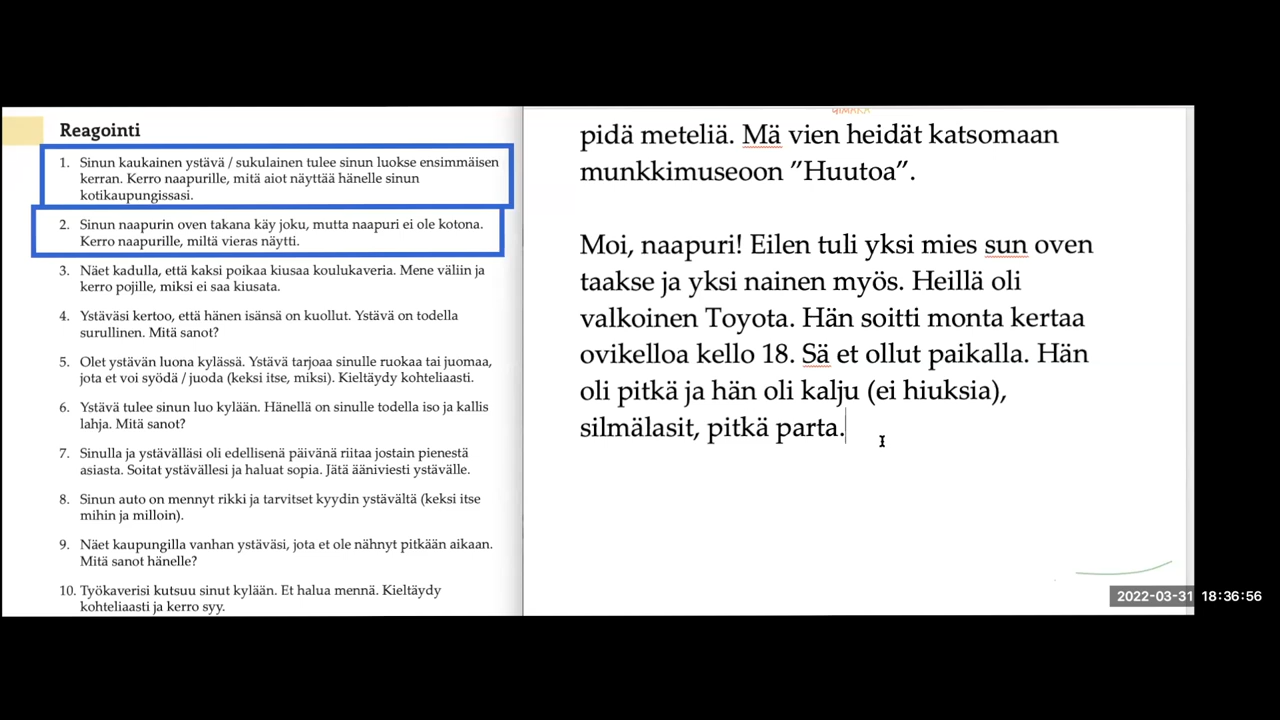 Reagointi
1. Sinun kaukainen ystävä / sukulainen tulee sinun luokse ensimmäisen
kerran. Kerro naapurille, mitä aiot näyttää hänelle sinun
kotikaupungissasi.
2. Sinun naapurin oven takana käy joku, mutta naapuri ei ole kotona.
Kerro naapurille, miltä vieras näytti.
3. Näet kadulla, että kaksi poikaa kiusaa koulukaveria. Mene väliin ja
kerro pojille, miksi ei saa kiusata.
4. Ystäväsi kertoo, että hänen isänsä on kuollut. Ystävä on todella
surullinen. Mitä sanot?
5. Olet ystävän luona kylässä. Ystävä tarjoaa sinulle ruokaa tai juomaa,
jota et voi syödä / juoda (keksi itse, miksi). Kieltäydy kohteliaasti.
6. Ystävä tulee sinun luo kylään. Hänellä on sinulle todella iso ja kallis
lahja. Mitä sanot?
7. Sinulla ja ystävälläsi oli edellisenä päivänä riitaa jostain pienestä
asiasta. Soitat ystävällesi ja haluat sopia. Jätä ääniviesti ystävälle.
8. Sinun auto on mennyt rikki ja tarvitset kyydin ystävältä (keksi itse
mihin ja milloin).
9. Näet kaupungilla vanhan ystäväsi, jota et ole nähnyt pitkään aikaan.
Mitä sanot hänelle?
10. Työkaverisi kutsuu sinut kylään. Et halua mennä. Kieltäydy
kohteliaasti ja kerro syy.
pidä meteliä. Mä vien heidät katsomaan
munkkimuseoon ”Huutoa”.
Moi, naapuri! Eilen tuli yksi mies sun oven
taakse ja yksi nainen myös. Heillä oli
valkoinen Toyota. Hän soitti monta kertaa
ovikelloa kello 18. Sä et ollut paikalla. Hän
oli pitkä ja hän oli kalju (ei hiuksia),
silmälasit, pitkä parta.
2022-03-31 18:36:56